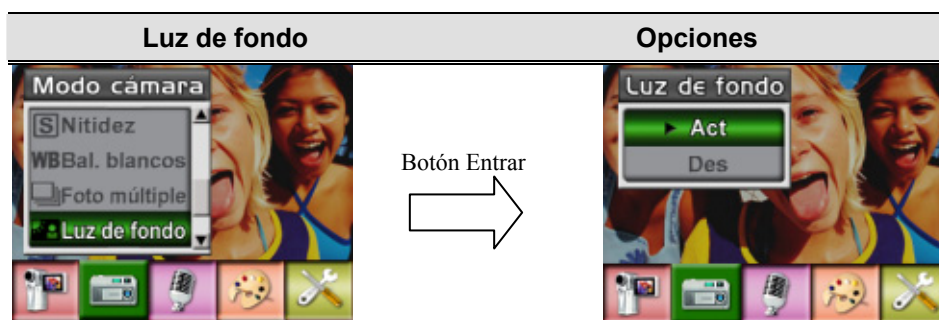 Luz de fondo
Opciones
Modo cámara
S Nitidez
WB Bal. blancos
Foto múltiple
Luz de fondo
Botón Entrar
Luz de fondo
Act
Des